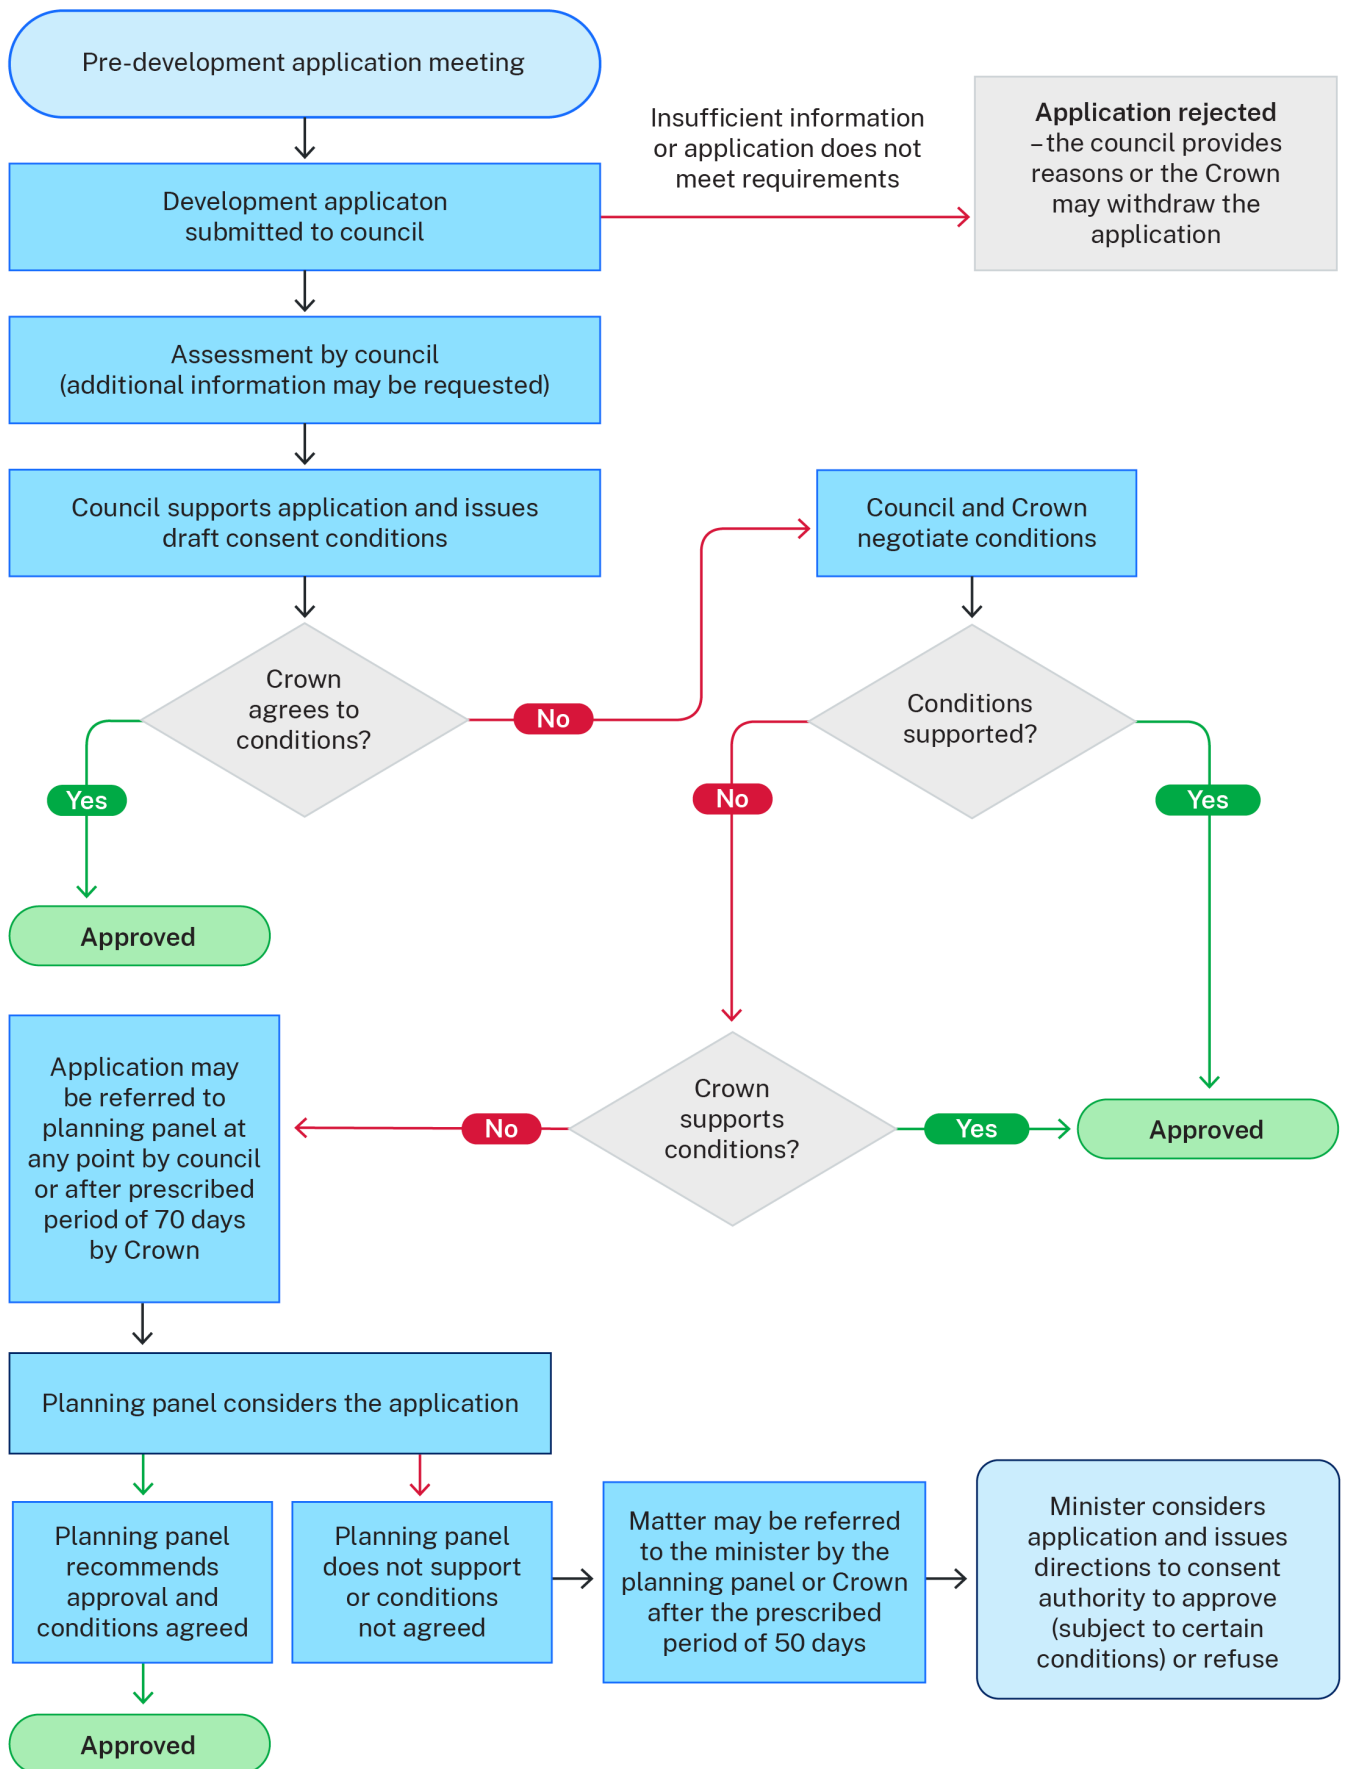 Pre-development application meeting
Insufficient information
or application does not
meet requirements
Application rejected
– the council provides
reasons or the Crown
may withdraw the
application
Development applicaton
submitted to council
Assessment by council
(additional information may be requested)
Council supports application and issues
draft consent conditions
Council and Crown
negotiate conditions
Crown
agrees to
conditions?
No
Yes
Approved
Conditions
supported?
No
Yes
Crown
supports
conditions?
No
Yes
Approved
Application may
be referred to
planning panel at
any point by council
or after prescribed
period of 70 days
by Crown
Planning panel considers the application
Planning panel
recommends
approval and
conditions agreed
Planning panel
does not support
or conditions
not agreed
Matter may be referred
to the minister by the
planning panel or Crown
after the prescribed
period of 50 days
Minister considers
application and issues
directions to consent
authority to approve
(subject to certain
conditions) or refuse
Approved